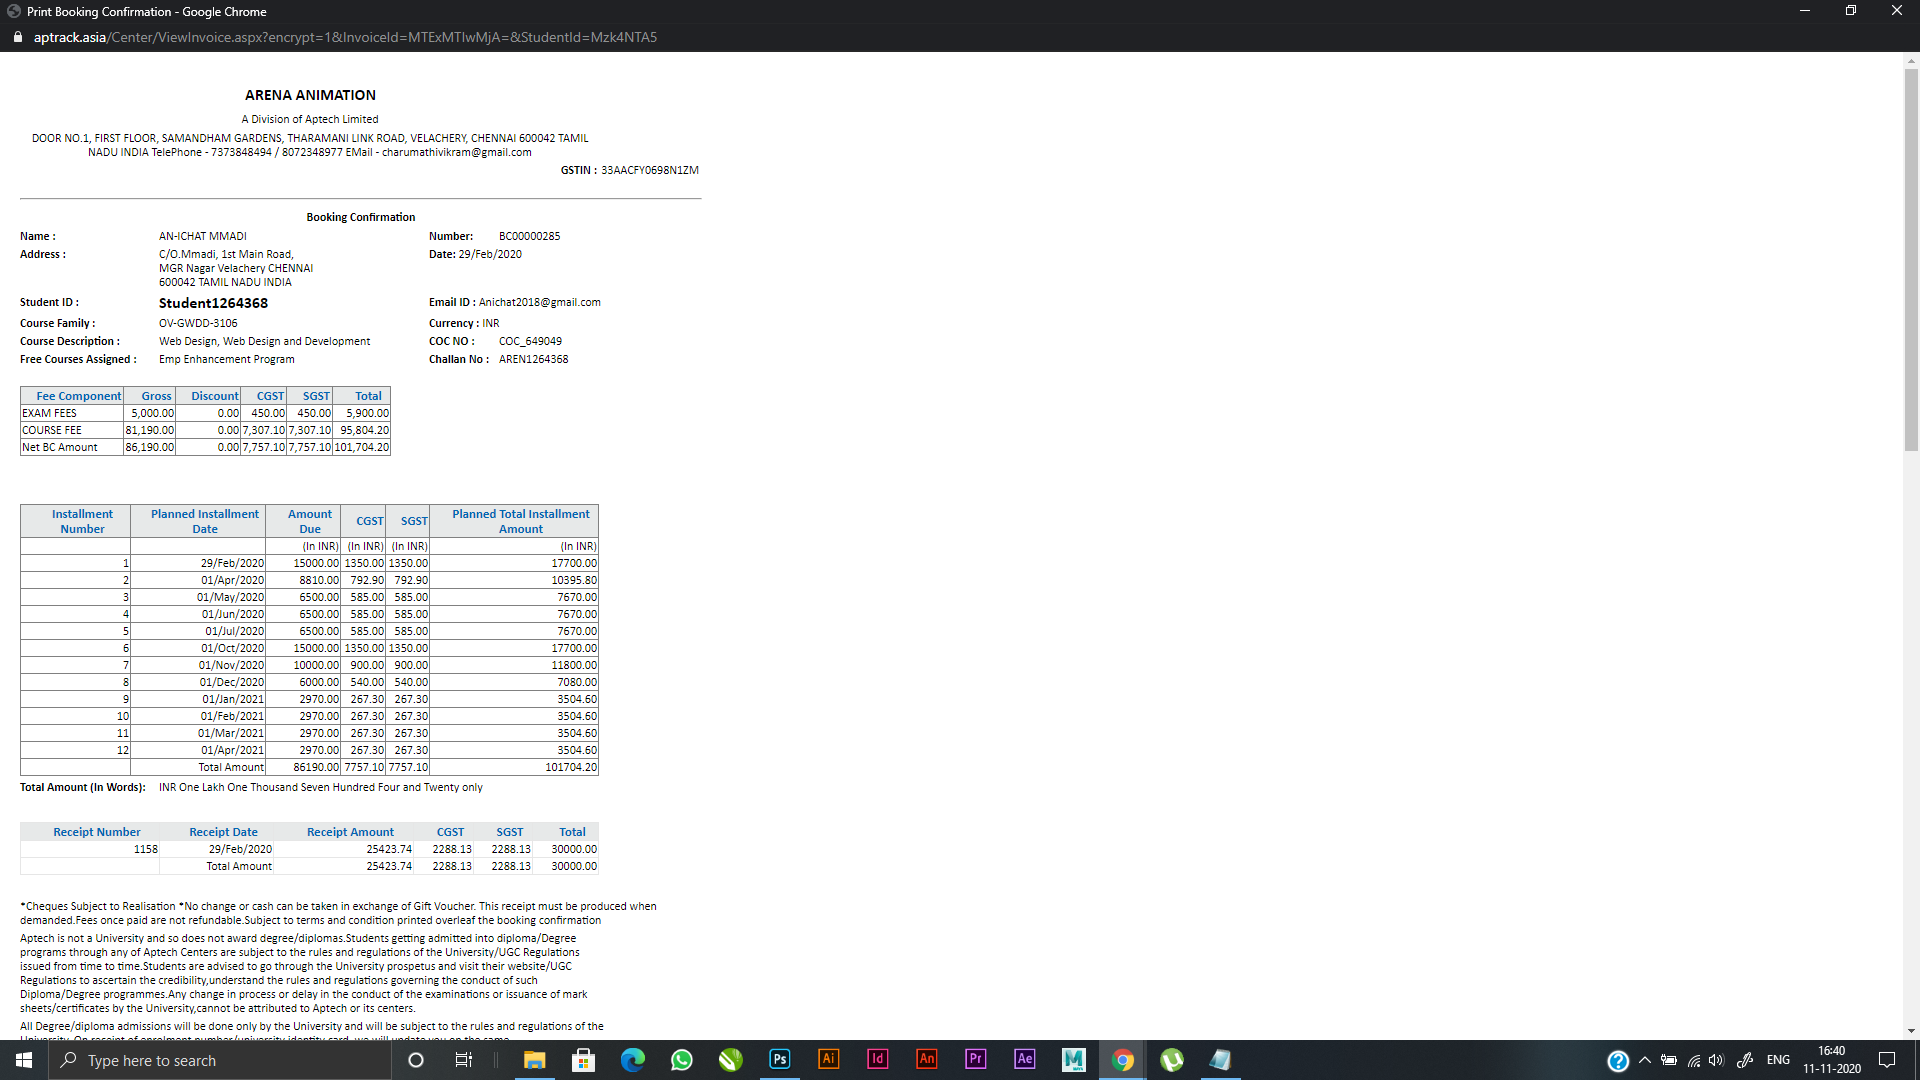 Print Booking Confirmation - Google Chrome
aptrack.asia/Center/ViewInvoice.aspx?encrypt=1&InvoiceId=MTExMTIwMjA=&StudentId=Mzk4NTA5
ARENA ANIMATION
A Division of Aptech Limited
DOOR NO.1, FIRST FLOOR, SAMANDHAM GARDENS, THARAMANI LINK ROAD, VELACHERY, CHENNAI 600042 TAMIL
NADU INDIA TelePhone - 7373848494 / 8072348977 EMail - charumathivikram@gmail.com
GSTIN : 33AACFY0698N1ZM
Booking Confirmation
Name : AN-ICHAT MMADI Number: BC00000285
Address : C/O.Mmadi, 1st Main Road, Date: 29/Feb/2020
MGR Nagar Velachery CHENNAI
600042 TAMIL NADU INDIA
Student ID : Student1264368 Email ID : Anichat2018@gmail.com
Course Family : OV-GWDD-3106 Currency : INR
Course Description : Web Design, Web Design and Development COC NO : COC_649049
Free Courses Assigned : Emp Enhancement Program Challan No : AREN1264368
Fee Component Gross Discount CGST SGST Total
EXAM FEES 5,000.00 0.00 450.00 450.00 5,900.00
COURSE FEE 81,190.00 0.00 7,307.10 7,307.10 95,804.20
Net BC Amount 86,190.00 0.00 7,757.10 7,757.10 101,704.20
Installment Planned Installment Amount CGST SGST Planned Total Installment
Number Date Due Amount
(In INR) (In INR) (In INR) (In INR)
1 29/Feb/2020 15000.00 1350.00 1350.00 17700.00
2 01/Apr/2020 8810.00 792.90 792.90 10395.80
3 01/May/2020 6500.00 585.00 585.00 7670.00
4 01/Jun/2020 6500.00 585.00 585.00 7670.00
5 01/Jul/2020 6500.00 585.00 585.00 7670.00
6 01/Oct/2020 15000.00 1350.00 1350.00 17700.00
7 01/Nov/2020 10000.00 900.00 900.00 11800.00
8 01/Dec/2020 6000.00 540.00 540.00 7080.00
9 01/Jan/2021 2970.00 267.30 267.30 3504.60
10 01/Feb/2021 2970.00 267.30 267.30 3504.60
11 01/Mar/2021 2970.00 267.30 267.30 3504.60
12 01/Apr/2021 2970.00 267.30 267.30 3504.60
Total Amount 86190.00 7757.10 7757.10 101704.20
Total Amount (In Words): INR One Lakh One Thousand Seven Hundred Four and Twenty only
Receipt Number Receipt Date Receipt Amount CGST SGST Total
1158 29/Feb/2020 25423.74 2288.13 2288.13 30000.00
Total Amount 25423.74 2288.13 2288.13 30000.00
*Cheques Subject to Realisation *No change or cash can be taken in exchange of Gift Voucher. This receipt must be produced when
demanded.Fees once paid are not refundable.Subject to terms and condition printed overleaf the booking confirmation
Aptech is not a University and so does not award degree/diplomas.Students getting admitted into diploma/Degree
programs through any of Aptech Centers are subject to the rules and regulations of the University/UGC Regulations
issued from time to time.Students are advised to go through the University prospetus and visit their website/UGC
Regulations to ascertain the credibility,understand the rules and regulations governing the conduct of such
Diploma/Degree programmes.Any change in process or delay in the conduct of the examinations or issuance of mark
sheets/certificates by the University,cannot be attributed to Aptech or its centers.
All Degree/diploma admissions will be done only by the University and will be subject to the rules and regulations of the
University. On receipt of enrolment number/university identity card, we will update you on the same.
Type here to search
Ps Ai Id An Pr Ae M
ENG 16:40
11-11-2020